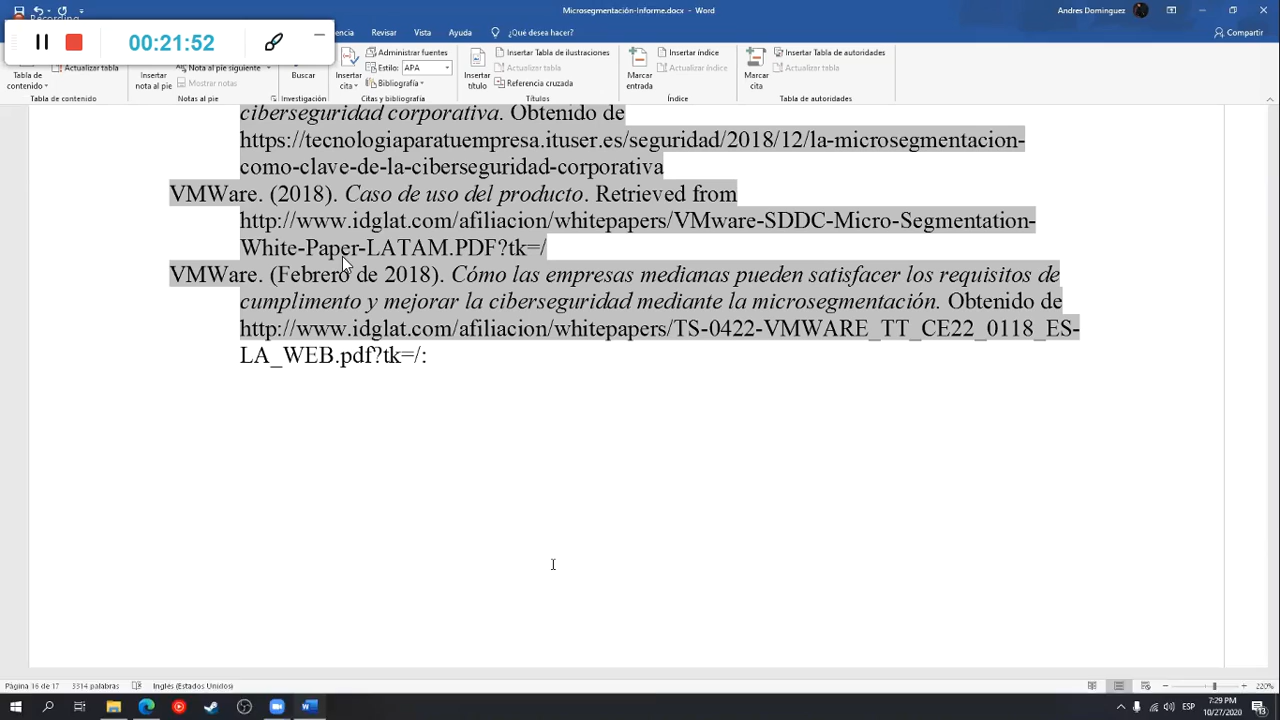 Microsegmentación-Informe.docx - Word
Andres Dominguez
00:21:52
encia Revisar Vista Ayuda ¿Qué desea hacer? Compartir
Tabla de contenido
Actualizar tabla
Tabla de contenido
Insertar nota al pie
Nota al pie siguiente
Mostrar notas
Notas al pie
Buscar
Investigación
Insertar cita
Administrar fuentes
Estilo: APA
Bibliografía
Citas y bibliografía
Insertar título
Insertar Tabla de ilustraciones
Actualizar tabla
Referencia cruzada
Títulos
Marcar entrada
Insertar índice
Actualizar índice
Índice
Marcar cita
Insertar Tabla de autoridades
Actualizar tabla
Tabla de autoridades
ciberseguridad corporativa. Obtenido de
https://tecnologiaparatuempresa.ituser.es/seguridad/2018/12/la-microsegmentacion-
como-clave-de-la-ciberseguridad-corporativa
VMWare. (2018). Caso de uso del producto. Retrieved from
http://www.idglat.com/afiliacion/whitepapers/VMware-SDDC-Micro-Segmentation-
White-Paper-LATAM.PDF?tk=/
VMWare. (Febrero de 2018). Cómo las empresas medianas pueden satisfacer los requisitos de
cumplimento y mejorar la ciberseguridad mediante la microsegmentación. Obtenido de
http://www.idglat.com/afiliacion/whitepapers/TS-0422-VMWARE_TT_CE22_0118_ES-
LA_WEB.pdf?tk=/:
Página 16 de 17 3314 palabras Inglés (Estados Unidos) 220%
ESP
7:29 PM
10/27/2020